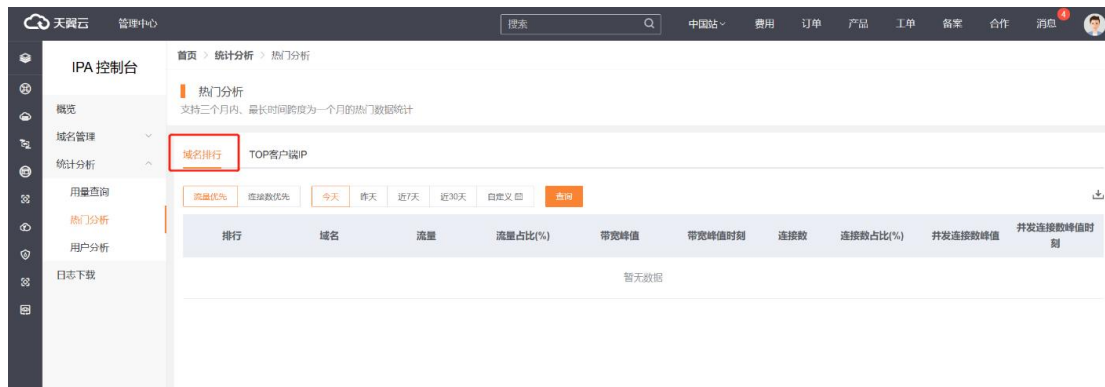 天翼云 管理中心 搜索 中国站 费用 订单 产品 工单 备案 合作 消息 4
IPA 控制台
概览
域名管理
统计分析
用量查询
热门分析
用户分析
日志下载
首页 > 统计分析 > 热门分析
热门分析
支持三个月内、最长时间跨度为一个月的热门数据统计
域名排行 TOP客户端IP
流量优先 连接数优先 今天 昨天 近7天 近30天 自定义 查询
排行 域名 流量 流量占比(%) 带宽峰值 带宽峰值时刻 连接数 连接数占比(%) 并发连接数峰值 并发连接数峰值时
刻
暂无数据